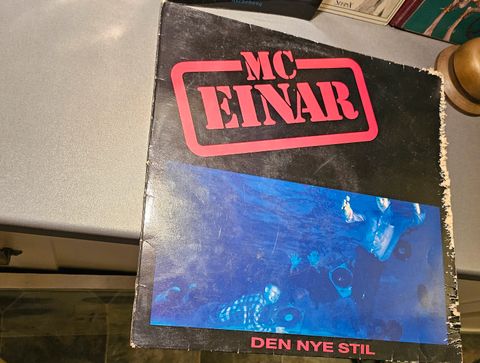 MC
EINAR
DEN NYE STIL